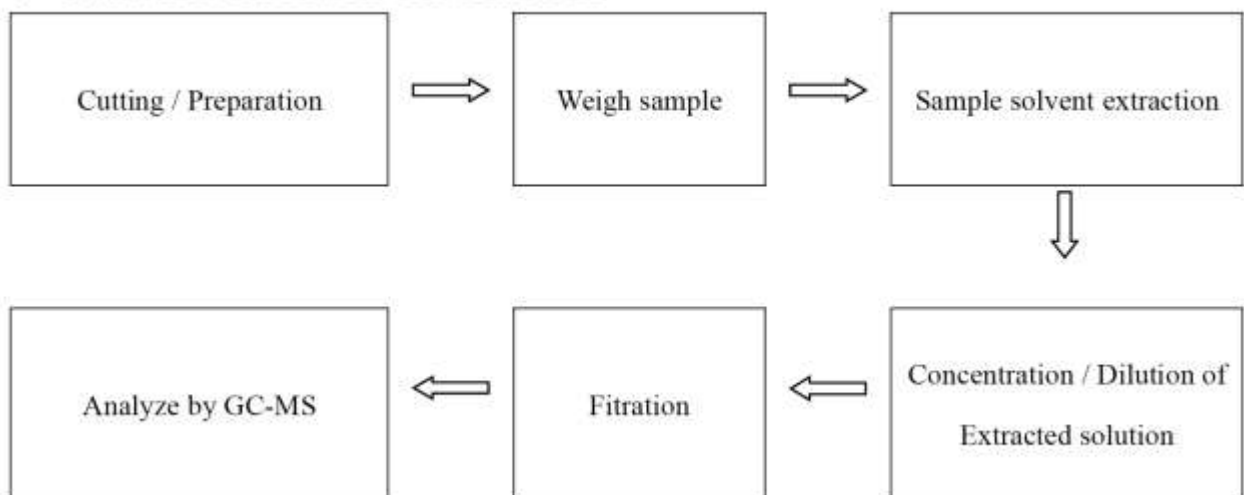 Cutting / Preparation
Weigh sample
Sample solvent extraction
Concentration / Dilution of
Extracted solution
Fitration
Analyze by GC-MS